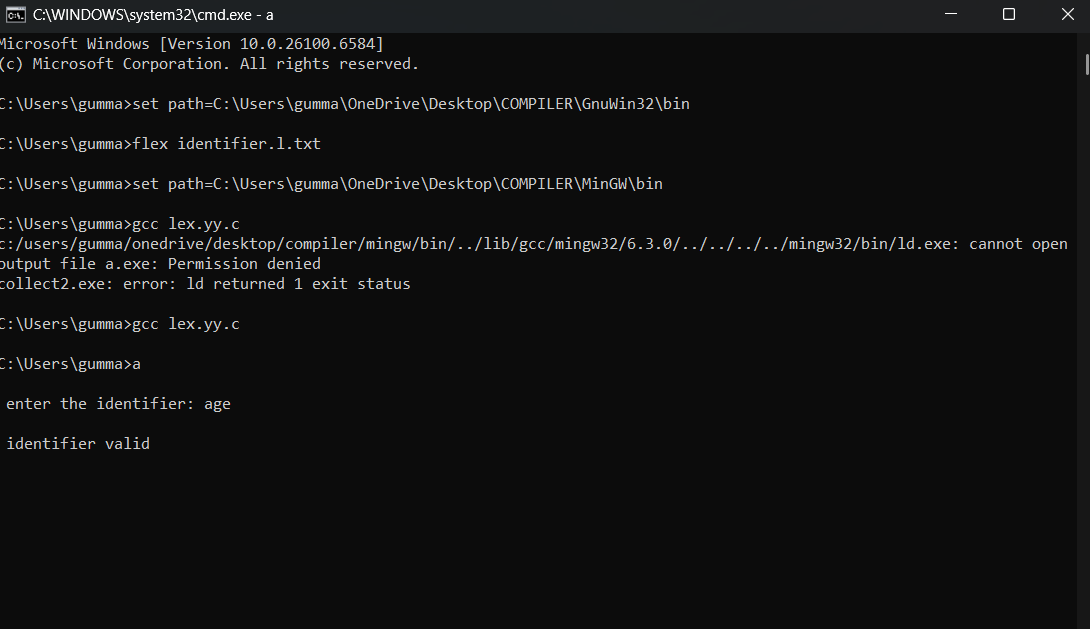 C:\WINDOWS\system32\cmd.exe - a
Microsoft Windows [Version 10.0.26100.6584]
(c) Microsoft Corporation. All rights reserved.
C:\Users\gumma>set path=C:\Users\gumma\OneDrive\Desktop\COMPILER\GnuWin32\bin
C:\Users\gumma>flex identifier.l.txt
C:\Users\gumma>set path=C:\Users\gumma\OneDrive\Desktop\COMPILER\MinGW\bin
C:\Users\gumma>gcc lex.yy.c
c:/users/gumma/onedrive/desktop/compiler/mingw/bin/../lib/gcc/mingw32/6.3.0/../../../../mingw32/bin/ld.exe: cannot open
output file a.exe: Permission denied
collect2.exe: error: ld returned 1 exit status
C:\Users\gumma>gcc lex.yy.c
C:\Users\gumma>a
enter the identifier: age
identifier valid